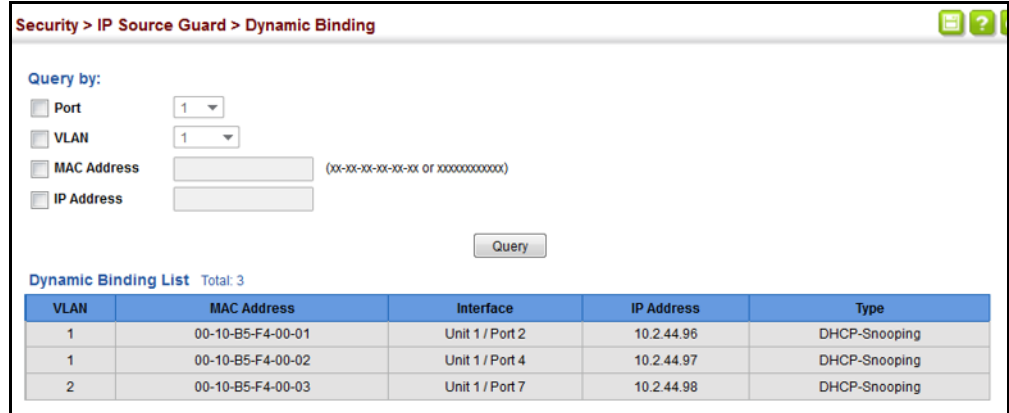 Security > IP Source Guard > Dynamic Binding
?
Query by:
Port 1
VLAN 1
MAC Address (xx-xx-xx-xx-xx-xx or xxxxxxxxxxxx)
IP Address
Query
Dynamic Binding List Total: 3
VLAN MAC Address Interface IP Address Type
1 00-10-B5-F4-00-01 Unit 1 / Port 2 10.2.44.96 DHCP-Snooping
1 00-10-B5-F4-00-02 Unit 1 / Port 4 10.2.44.97 DHCP-Snooping
2 00-10-B5-F4-00-03 Unit 1 / Port 7 10.2.44.98 DHCP-Snooping